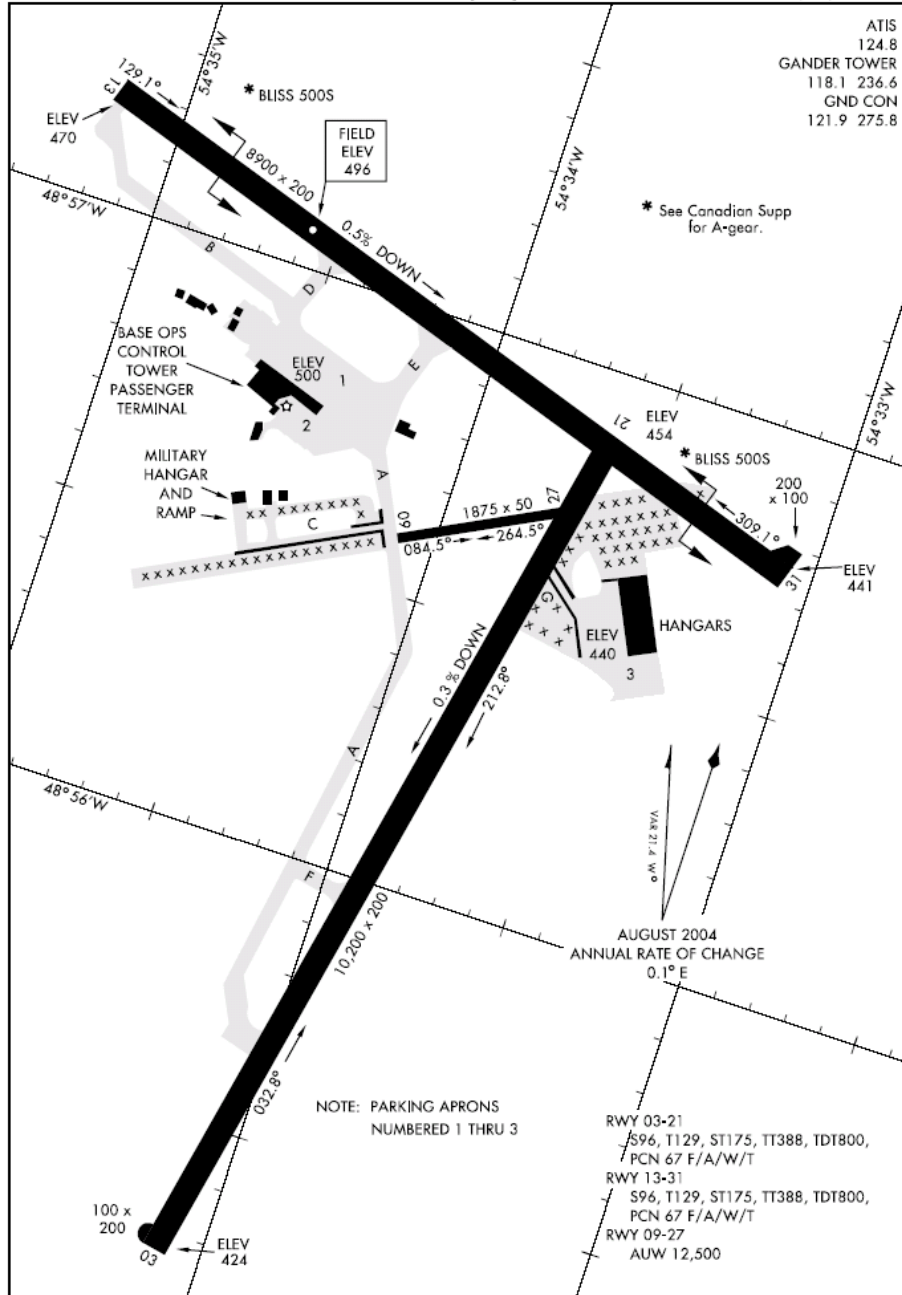 ATIS
124.8
GANDER TOWER
118.1 236.6
GND CON
121.9 275.8
54°35'W
129.1°
13
* BLISS 500S
ELEV
470
FIELD
ELEV
496
8900 x 200
54°34'W
48°57'W
* See Canadian Supp
for A-gear.
0.5% DOWN
B
D
E
BASE OPS
CONTROL
TOWER
PASSENGER
TERMINAL
ELEV
500
1
2
54°33'W
21
ELEV
454
* BLISS 500S
200
x 100
A
MILITARY
HANGAR
AND
RAMP
x x x x x x x x x x
C
09
1875 x 50
27
084.5°
264.5°
309.1°
31
ELEV
441
G
HANGARS
ELEV
440
3
0.3 % DOWN
212.8°
A
48°56'W
VAR 21.4 W°
F
10,200 x 200
AUGUST 2004
ANNUAL RATE OF CHANGE
0.1° E
032.8°
NOTE: PARKING APRONS
NUMBERED 1 THRU 3
RWY 03-21
S96, T129, ST175, TT388, TDT800,
PCN 67 F/A/W/T
RWY 13-31
S96, T129, ST175, TT388, TDT800,
PCN 67 F/A/W/T
RWY 09-27
AUW 12,500
100 x
200
03
ELEV
424